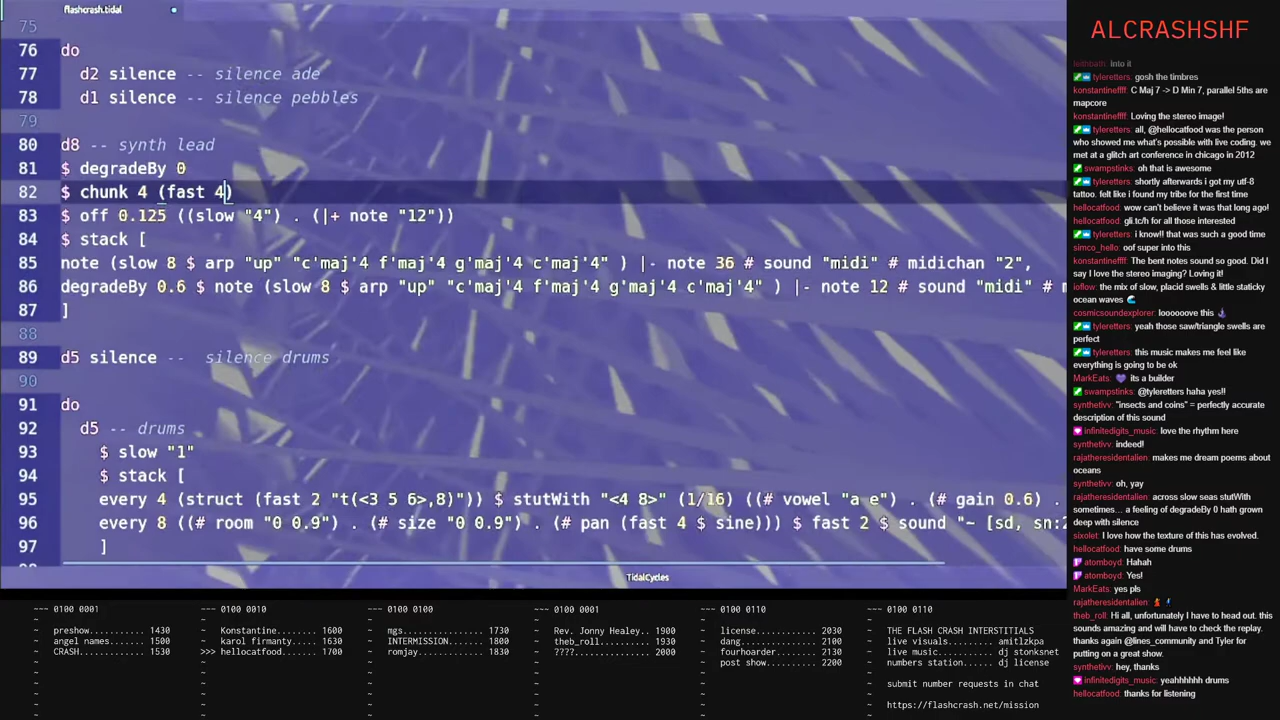 flashcrash.tidal
75
76 do
77 d2 silence -- silence ade
78 d1 silence -- silence pebbles
79
80 d8 -- synth lead
81 $ degradeBy 0
82 $ chunk 4 (fast 4)
83 $ off 0.125 ((slow "4") . (|+ note "12"))
84 $ stack [
85 note (slow 8 $ arp "up" "c'maj'4 f'maj'4 g'maj'4 c'maj'4" ) |- note 36 # sound "midi" # midichan "2",
86 degradeBy 0.6 $ note (slow 8 $ arp "up" "c'maj'4 f'maj'4 g'maj'4 c'maj'4" ) |- note 12 # sound "midi" # m
87 ]
88
89 d5 silence -- silence drums
90
91 do
92 d5 -- drums
93 $ slow "1"
94 $ stack [
95 every 4 (struct (fast 2 "t(<3 5 6>,8)")) $ stutWith "<4 8>" (1/16) ((# vowel "a e") . (# gain 0.6) .
96 every 8 ((# room "0 0.9") . (# size "0 0.9") . (# pan (fast 4 $ sine))) $ fast 2 $ sound "~ [sd, sn:2
97 ]
TidalCycles
ALCRASHSHF
leithbath: Into it
tyleretters: gosh the timbres
konstantineffff: C Maj 7 -> D Min 7, parallel 5ths are
mapcore
konstantineffff: Loving the stereo image!
tyleretters: all, @hellocatfood was the person
who showed me what's possible with live coding. we
met at a glitch art conference in chicago in 2012
swampstinks: oh that is awesome
tyleretters: shortly afterwards i got my utf-8
tattoo. felt like i found my tribe for the first time
hellocatfood: wow can't believe it was that long ago!
hellocatfood: gli.tc/h for all those interested
tyleretters: i know!! that was such a good time
simco_hello: oof super into this
konstantineffff: The bent notes sound so good. Did I
say I love the stereo imaging? Loving it!
ioflow: the mix of slow, placid swells & little staticky
ocean waves 🌊
cosmicsoundexplorer: loooooove this
tyleretters: yeah those saw/triangle swells are
perfect
tyleretters: this music makes me feel like
everything is going to be ok
MarkEats: 💜 its a builder
swampstinks: @tyleretters haha yes!!
synthetivv: "insects and coins" = perfectly accurate
description of this sound
infinitedigits_music: love the rhythm here
synthetivv: indeed!
rajatheresidentalien: makes me dream poems about
oceans
synthetivv: oh, yay
rajatheresidentalien: across slow seas stutWith
sometimes... a feeling of degradeBy 0 hath grown
deep with silence
sixolet: I love how the texture of this has evolved.
hellocatfood: have some drums
atomboyd: Hahah
atomboyd: Yes!
MarkEats: yes pls
rajatheresidentalien: 💃🕺
theb_roll: Hi all, unfortunately I have to head out. this
sounds amazing and will have to check the replay.
thanks again @lines_community and Tyler for
putting on a great show.
synthetivv: hey, thanks
infinitedigits_music: yeahhhhhh drums
hellocatfood: thanks for listening
~~~ 0100 0001
~
~ preshow.......... 1430
~ angel names...... 1500
~ CRASH............ 1530
~
~
~
~
~
~~~ 0100 0010
~
~ Konstantine....... 1600
~ karol firmanty.... 1630
>>> hellocatfood...... 1700
~
~
~
~
~
~~~ 0100 0100
~
~ mgs............... 1730
~ INTERMISSION...... 1800
~ romjay............ 1830
~
~
~
~
~
~~~ 0100 0001
~
~ Rev. Jonny Healey.. 1900
~ theb_roll.......... 1930
~ ????............... 2000
~
~
~
~
~
~~~ 0100 0110
~
~ license........... 2030
~ dang.............. 2100
~ fourhoarder....... 2130
~ post show......... 2200
~
~
~
~
~~~ 0100 0110
~
~ THE FLASH CRASH INTERSTITIALS
~ live visuals..... amitlzkpa
~ live music....... dj stonksnet
~ numbers station.. dj license
~
~ submit number requests in chat
~
~ https://flashcrash.net/mission
~